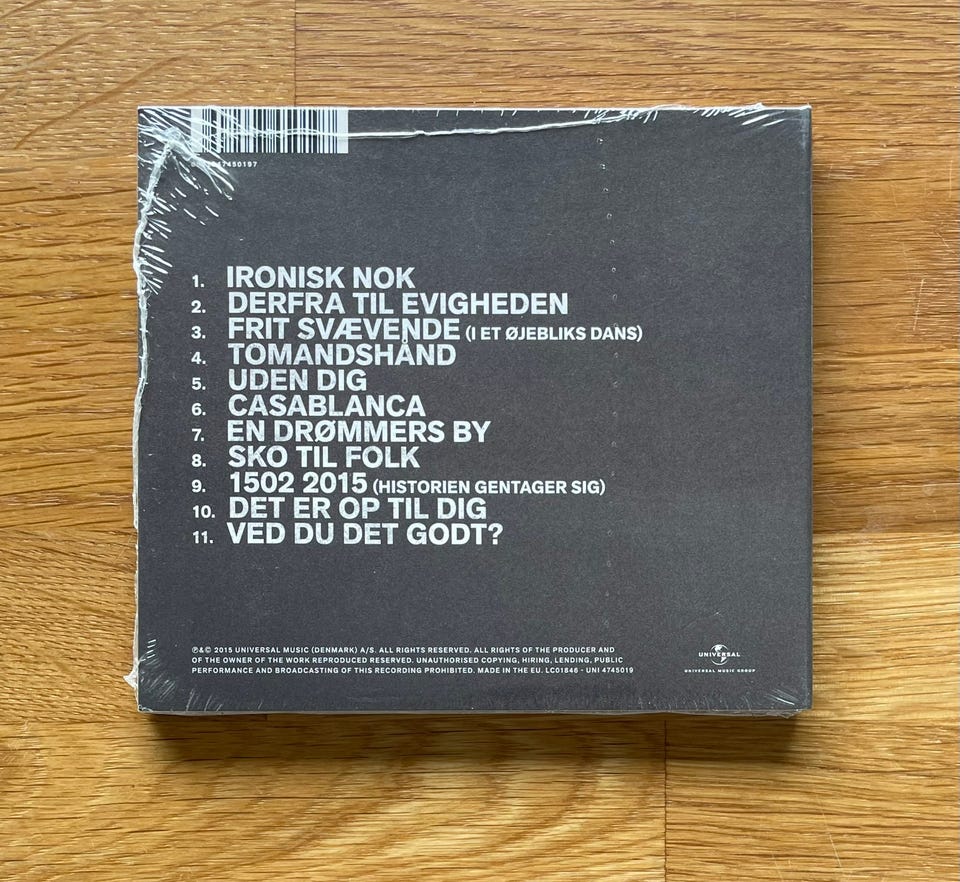 47450197
1. IRONISK NOK
2. DERFRA TIL EVIGHEDEN
3. FRIT SVÆVENDE (I ET ØJEBLIKS DANS)
4. TOMANDSHÅND
5. UDEN DIG
6. CASABLANCA
7. EN DRØMMERS BY
8. SKO TIL FOLK
9. 1502 2015 (HISTORIEN GENTAGER SIG)
10. DET ER OP TIL DIG
11. VED DU DET GODT?
℗&© 2015 UNIVERSAL MUSIC (DENMARK) A/S. ALL RIGHTS RESERVED. ALL RIGHTS OF THE PRODUCER AND
OF THE OWNER OF THE WORK REPRODUCED RESERVED. UNAUTHORISED COPYING, HIRING, LENDING, PUBLIC
PERFORMANCE AND BROADCASTING OF THIS RECORDING PROHIBITED. MADE IN THE EU. LC01846 - UNI 4745019
UNIVERSAL
UNIVERSAL MUSIC GROUP